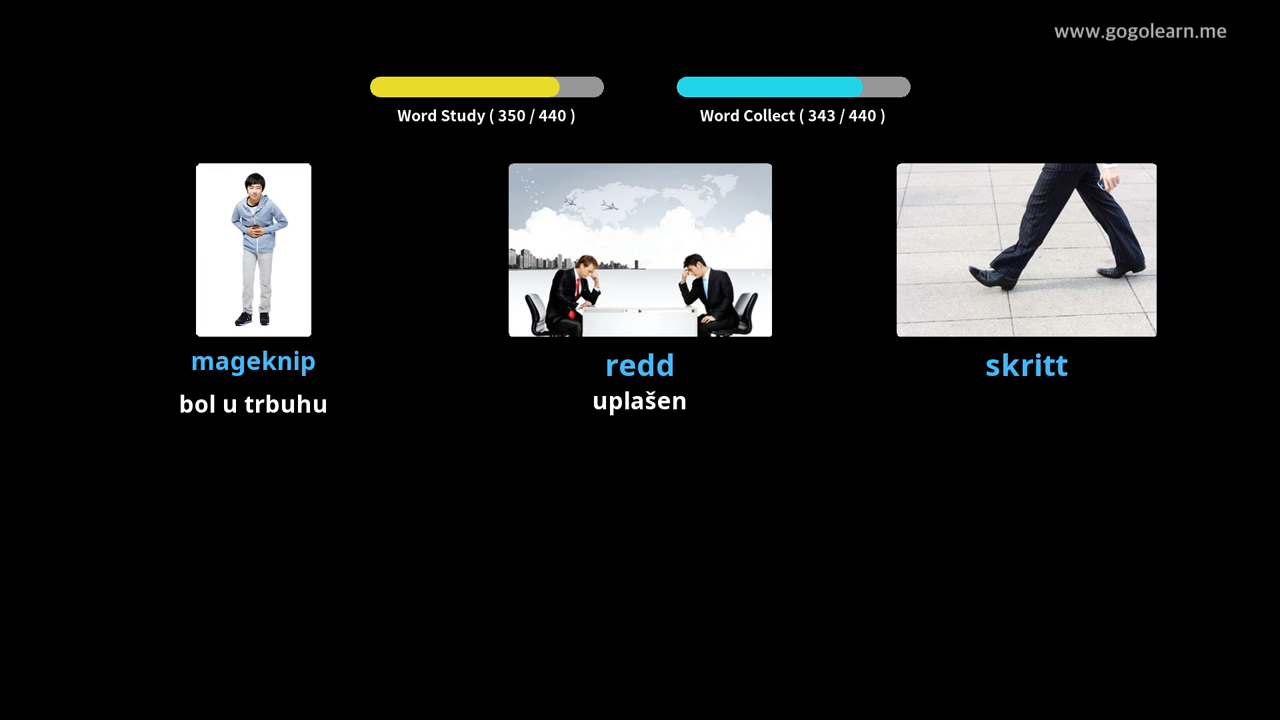 www.gogolearn.me
Word Study ( 350 / 440 )
Word Collect ( 343 / 440 )
mageknip
redd
skritt
bol u trbuhu
uplašen